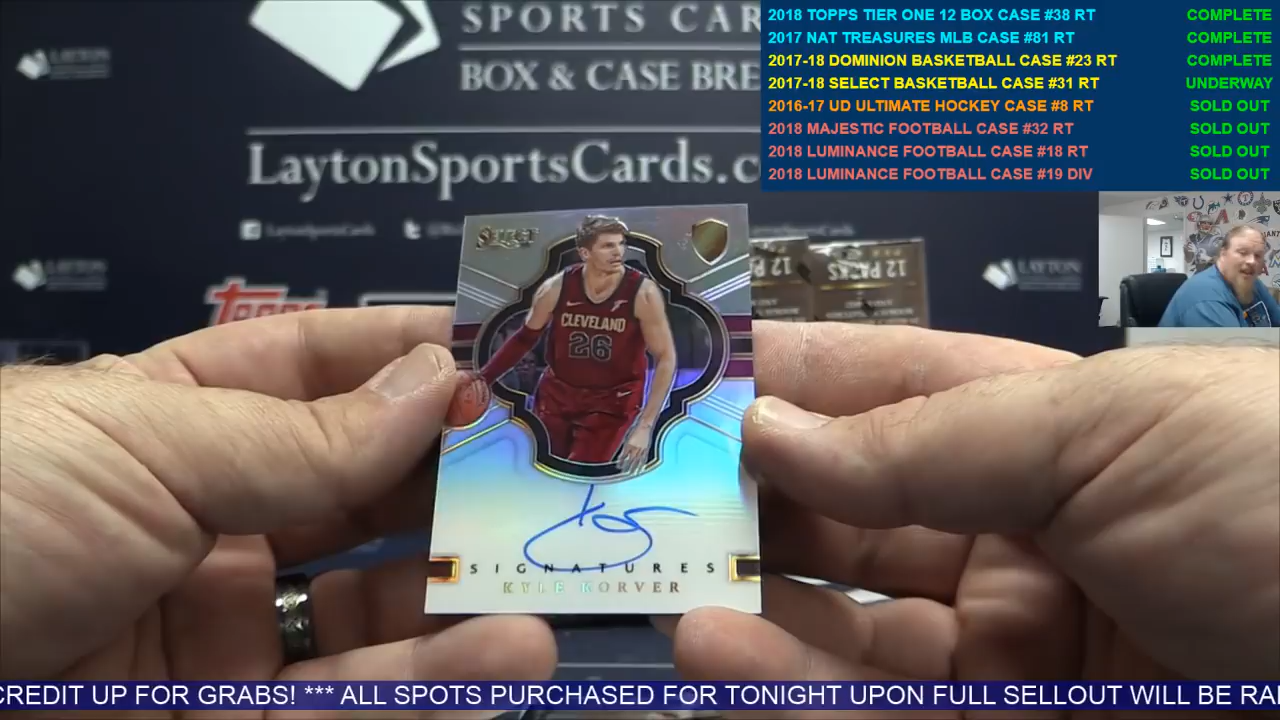 SPORTS CAR
BOX & CASE BRE
LaytonSportsCards.c
LaytonSportsCards
LAYTON
LAYTON
LAYTON
Topps
2018 TOPPS TIER ONE 12 BOX CASE #38 RT COMPLETE
2017 NAT TREASURES MLB CASE #81 RT COMPLETE
2017-18 DOMINION BASKETBALL CASE #23 RT COMPLETE
2017-18 SELECT BASKETBALL CASE #31 RT UNDERWAY
2016-17 UD ULTIMATE HOCKEY CASE #8 RT SOLD OUT
2018 MAJESTIC FOOTBALL CASE #32 RT SOLD OUT
2018 LUMINANCE FOOTBALL CASE #18 RT SOLD OUT
2018 LUMINANCE FOOTBALL CASE #19 DIV SOLD OUT
SELECT
12 PACKS
CLEVELAND
26
SIGNATURES
KYLE KORVER
CREDIT UP FOR GRABS! *** ALL SPOTS PURCHASED FOR TONIGHT UPON FULL SELLOUT WILL BE RA